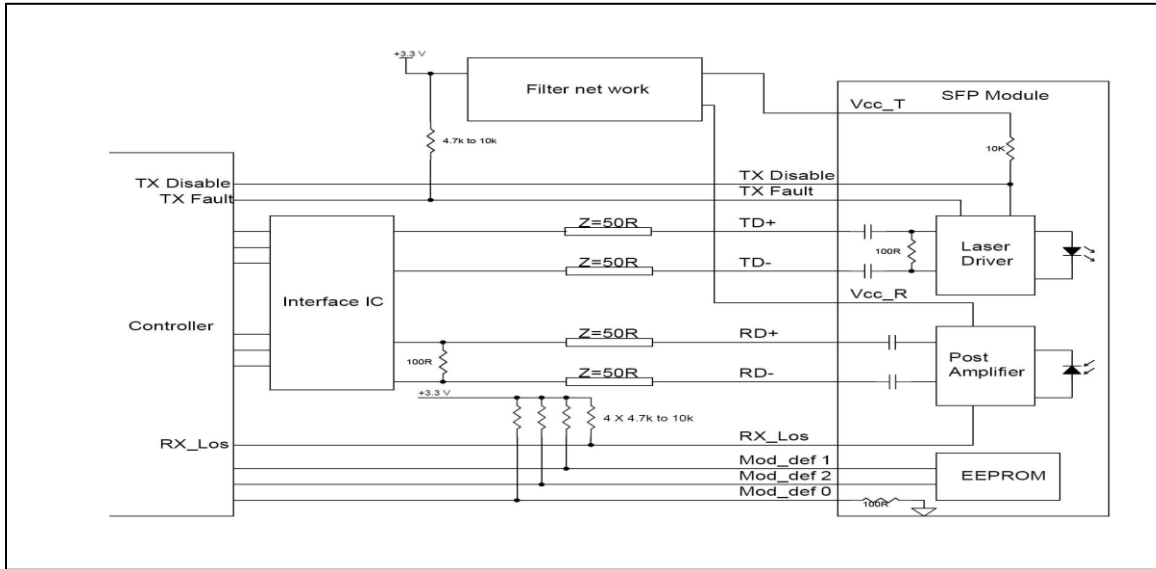 +3.3 V
Filter net work
SFP Module
Vcc_T
4.7k to 10k
10K
TX Disable
TX Disable
TX Fault
TX Fault
Z=50R
TD+
100R
Laser
Driver
Z=50R
TD-
Interface IC
Vcc_R
Controller
Z=50R
RD+
100R
Post
Amplifier
Z=50R
RD-
+3.3 V
4 X 4.7k to 10k
RX_Los
RX_Los
Mod_def 1
EEPROM
Mod_def 2
Mod_def 0
100R